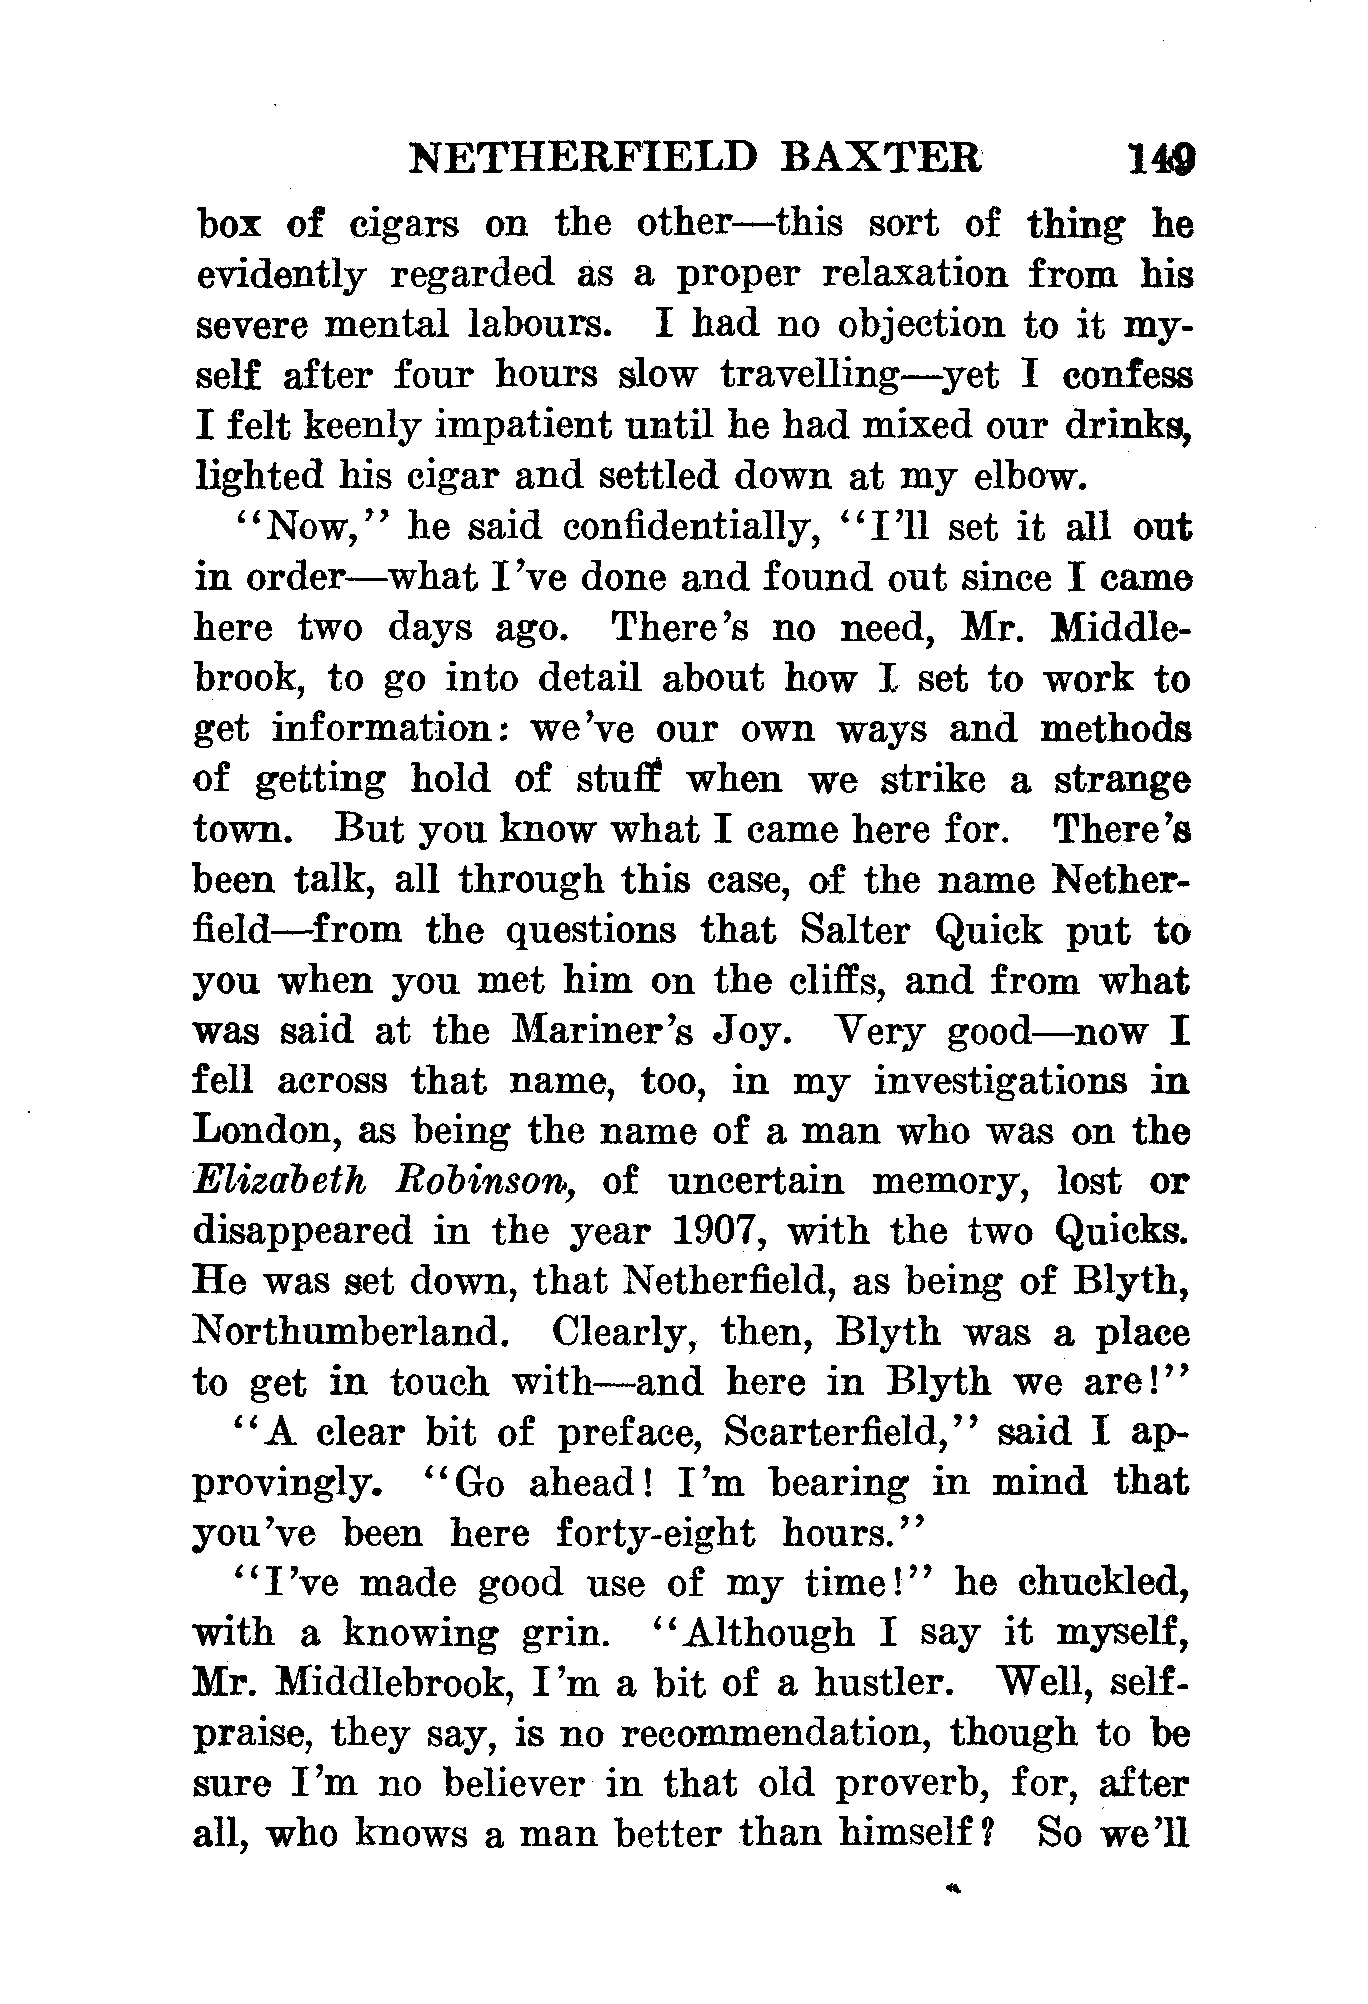 NETHERFIELD BAXTER 149
box of cigars on the other—this sort of thing he
evidently regarded as a proper relaxation from his
severe mental labours. I had no objection to it my-
self after four hours slow travelling—yet I confess
I felt keenly impatient until he had mixed our drinks,
lighted his cigar and settled down at my elbow.
"Now," he said confidentially, "I'll set it all out
in order—what I've done and found out since I came
here two days ago. There's no need, Mr. Middle-
brook, to go into detail about how I set to work to
get information: we've our own ways and methods
of getting hold of stuff when we strike a strange
town. But you know what I came here for. There's
been talk, all through this case, of the name Nether-
field—from the questions that Salter Quick put to
you when you met him on the cliffs, and from what
was said at the Mariner's Joy. Very good—now I
fell across that name, too, in my investigations in
London, as being the name of a man who was on the
Elizabeth Robinson, of uncertain memory, lost or
disappeared in the year 1907, with the two Quicks.
He was set down, that Netherfield, as being of Blyth,
Northumberland. Clearly, then, Blyth was a place
to get in touch with—and here in Blyth we are!"
"A clear bit of preface, Scarterfield," said I ap-
provingly. "Go ahead! I'm bearing in mind that
you've been here forty-eight hours."
"I've made good use of my time!" he chuckled,
with a knowing grin. "Although I say it myself,
Mr. Middlebrook, I'm a bit of a hustler. Well, self-
praise, they say, is no recommendation, though to be
sure I'm no believer in that old proverb, for, after
all, who knows a man better than himself? So we'll